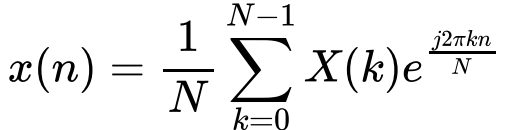 x(n) = \frac{1}{N} \sum_{k=0}^{N-1} X(k) e^{\frac{j2\pi kn}{N}}